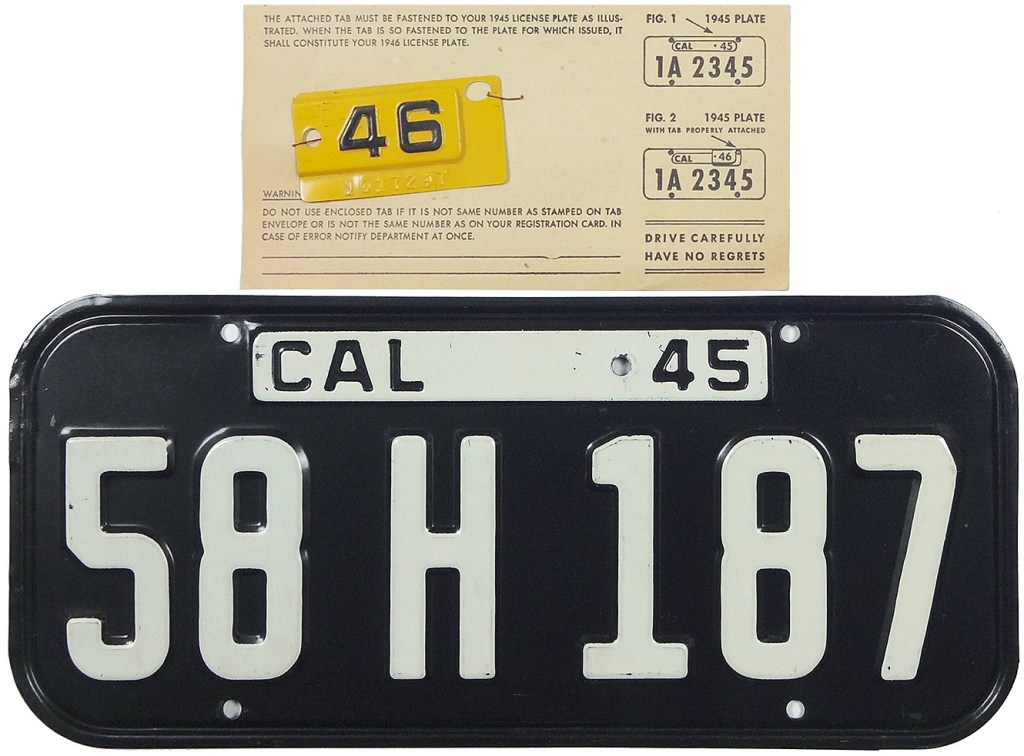 THE ATTACHED TAB MUST BE FASTENED TO YOUR 1945 LICENSE PLATE AS ILLUS-
TRATED. WHEN THE TAB IS SO FASTENED TO THE PLATE FOR WHICH ISSUED, IT
SHALL CONSTITUTE YOUR 1946 LICENSE PLATE.
46
WARNIN
DO NOT USE ENCLOSED TAB IF IT IS NOT SAME NUMBER AS STAMPED ON TAB
ENVELOPE OR IS NOT THE SAME NUMBER AS ON YOUR REGISTRATION CARD. IN
CASE OF ERROR NOTIFY DEPARTMENT AT ONCE.
FIG. 1 1945 PLATE
CAL • 45
1A 2345
FIG. 2 1945 PLATE
WITH TAB PROPERLY ATTACHED
CAL • 46
1A 2345
DRIVE CAREFULLY
HAVE NO REGRETS
CAL 45
58 H 187